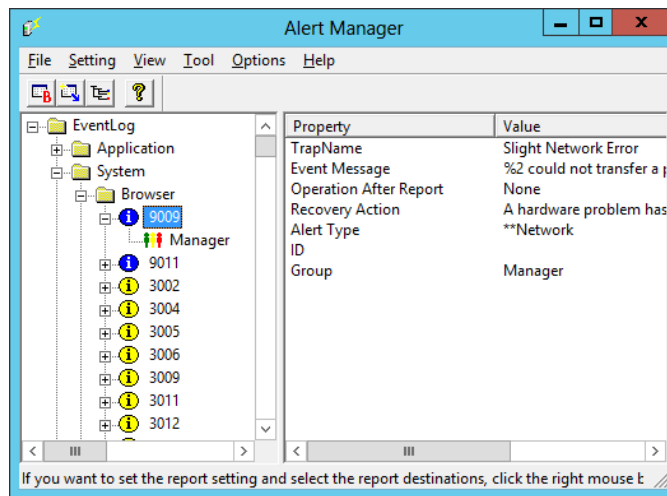 Alert Manager
File Setting View Tool Options Help
EventLog
Application
System
Browser
9009
Manager
9011
3002
3004
3005
3006
3009
3011
3012
Property Value
TrapName Slight Network Error
Event Message %2 could not transfer a
Operation After Report None
Recovery Action A hardware problem has
Alert Type **Network
ID
Group Manager
If you want to set the report setting and select the report destinations, click the right mouse